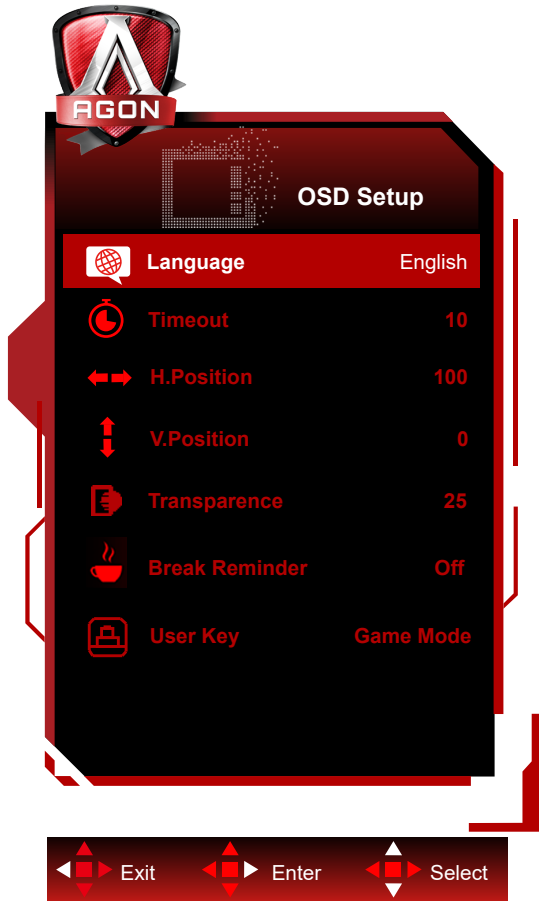 AGON
OSD Setup
Language English
Timeout 10
H.Position 100
V.Position 0
Transparence 25
Break Reminder Off
User Key Game Mode
Exit Enter Select